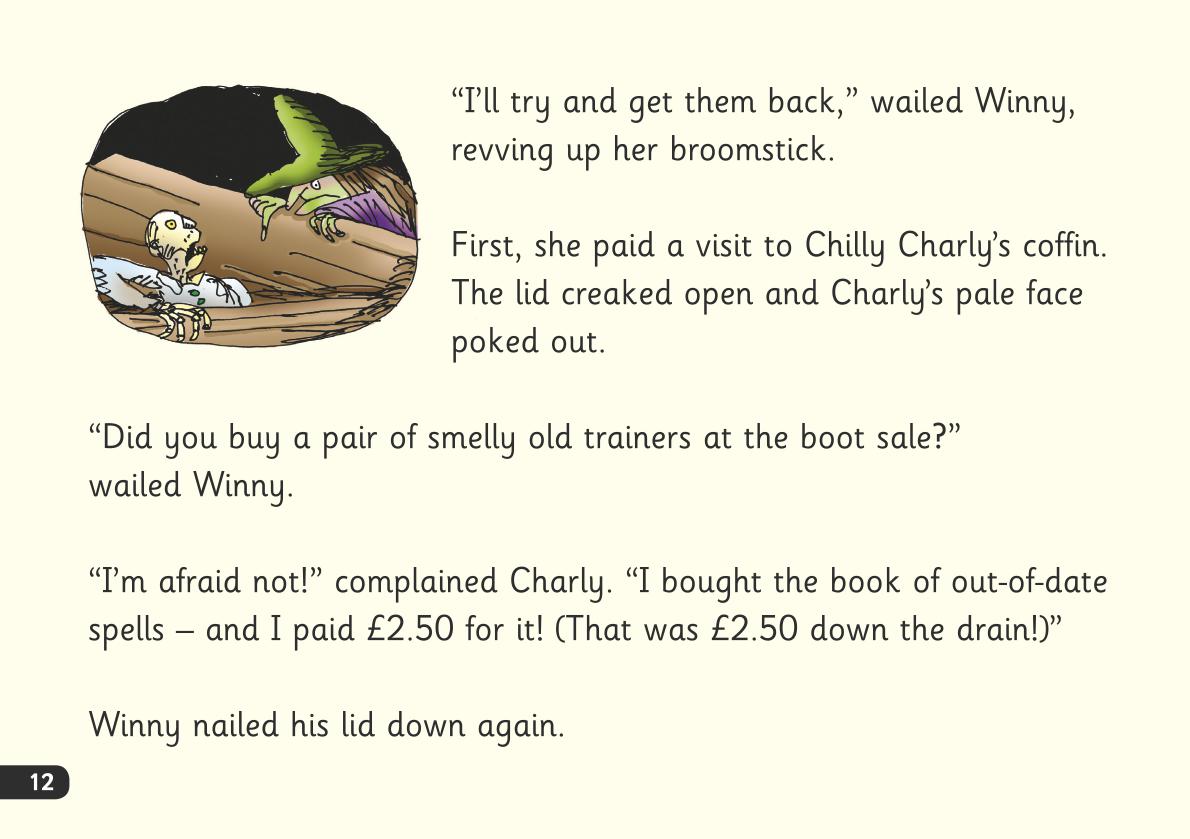 “I’ll try and get them back,” wailed Winny,
revving up her broomstick.
First, she paid a visit to Chilly Charly’s coffin.
The lid creaked open and Charly’s pale face
poked out.
“Did you buy a pair of smelly old trainers at the boot sale?”
wailed Winny.
“I’m afraid not!” complained Charly. “I bought the book of out-of-date
spells – and I paid £2.50 for it! (That was £2.50 down the drain!)”
Winny nailed his lid down again.
12